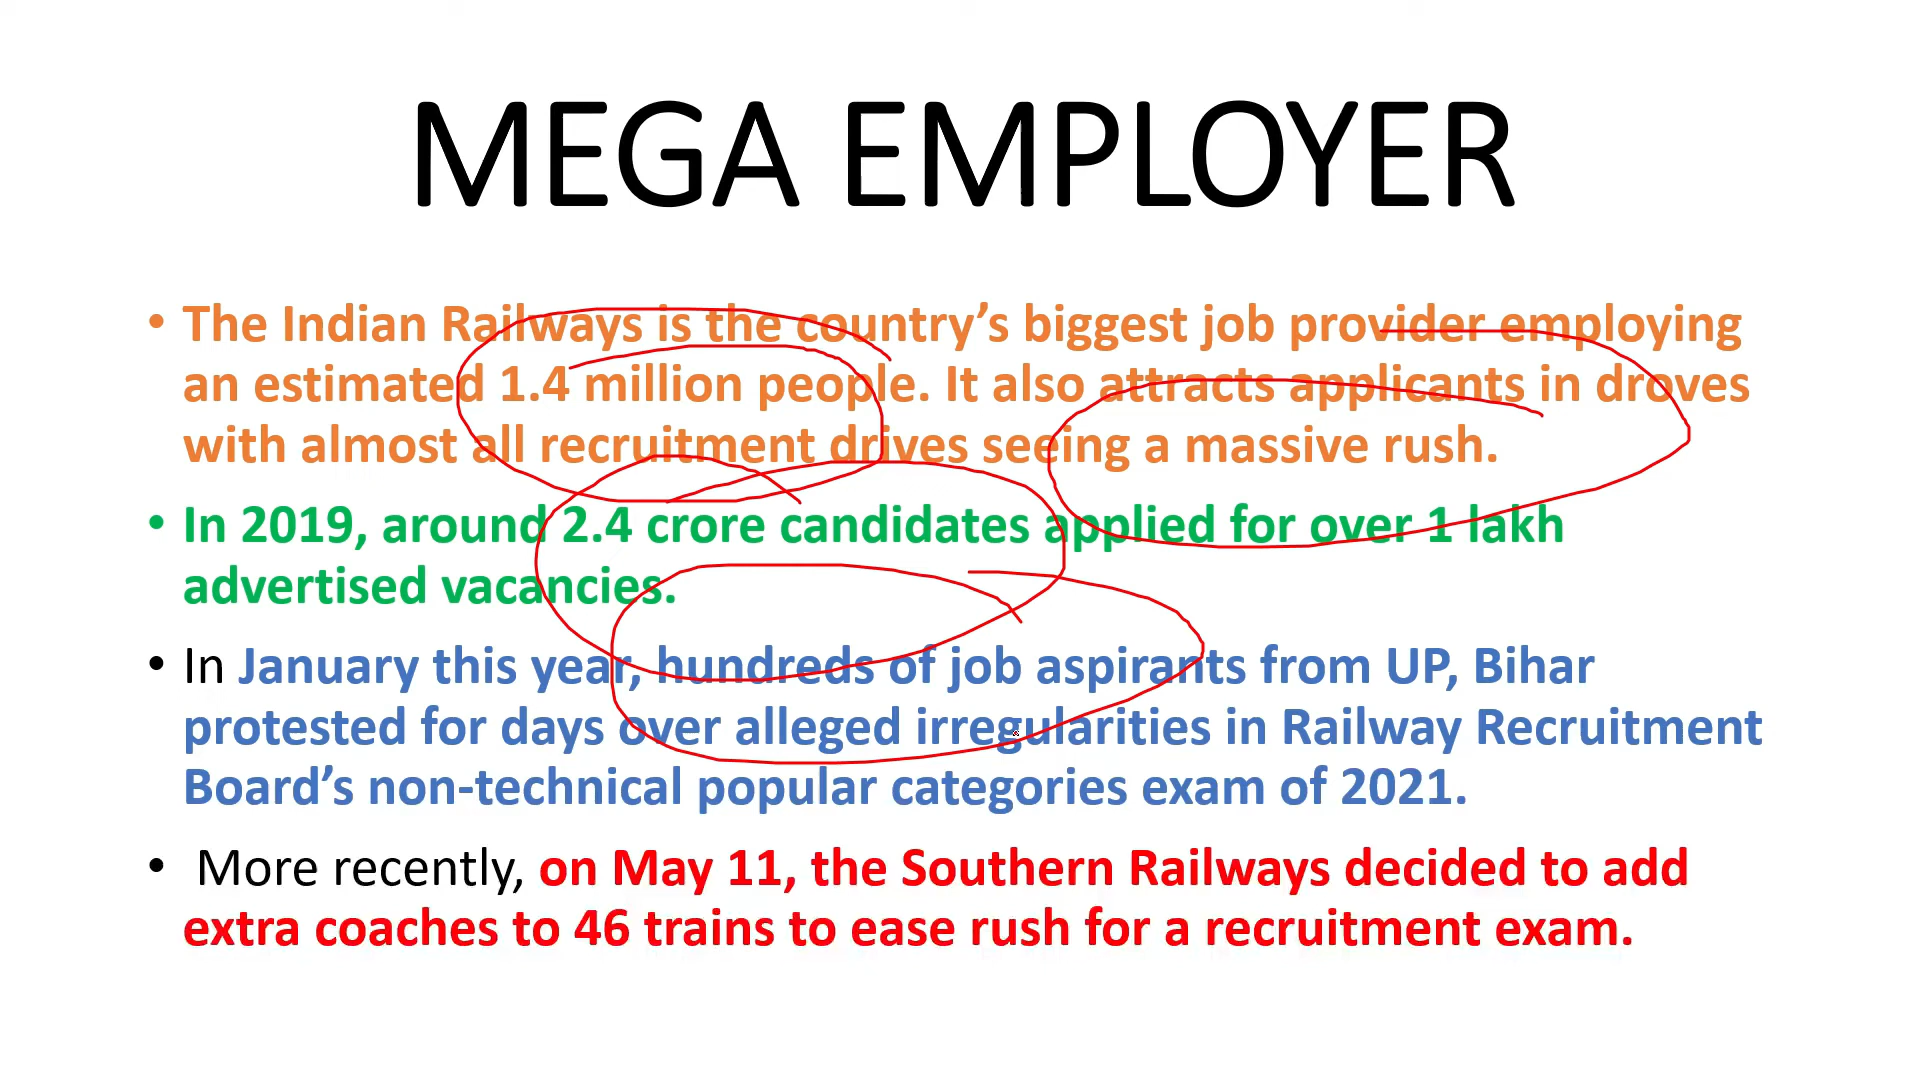 MEGA EMPLOYER
• The Indian Railways is the country’s biggest job provider employing
an estimated 1.4 million people. It also attracts applicants in droves
with almost all recruitment drives seeing a massive rush.
• In 2019, around 2.4 crore candidates applied for over 1 lakh
advertised vacancies.
• In January this year, hundreds of job aspirants from UP, Bihar
protested for days over alleged irregularities in Railway Recruitment
Board’s non-technical popular categories exam of 2021.
• More recently, on May 11, the Southern Railways decided to add
extra coaches to 46 trains to ease rush for a recruitment exam.